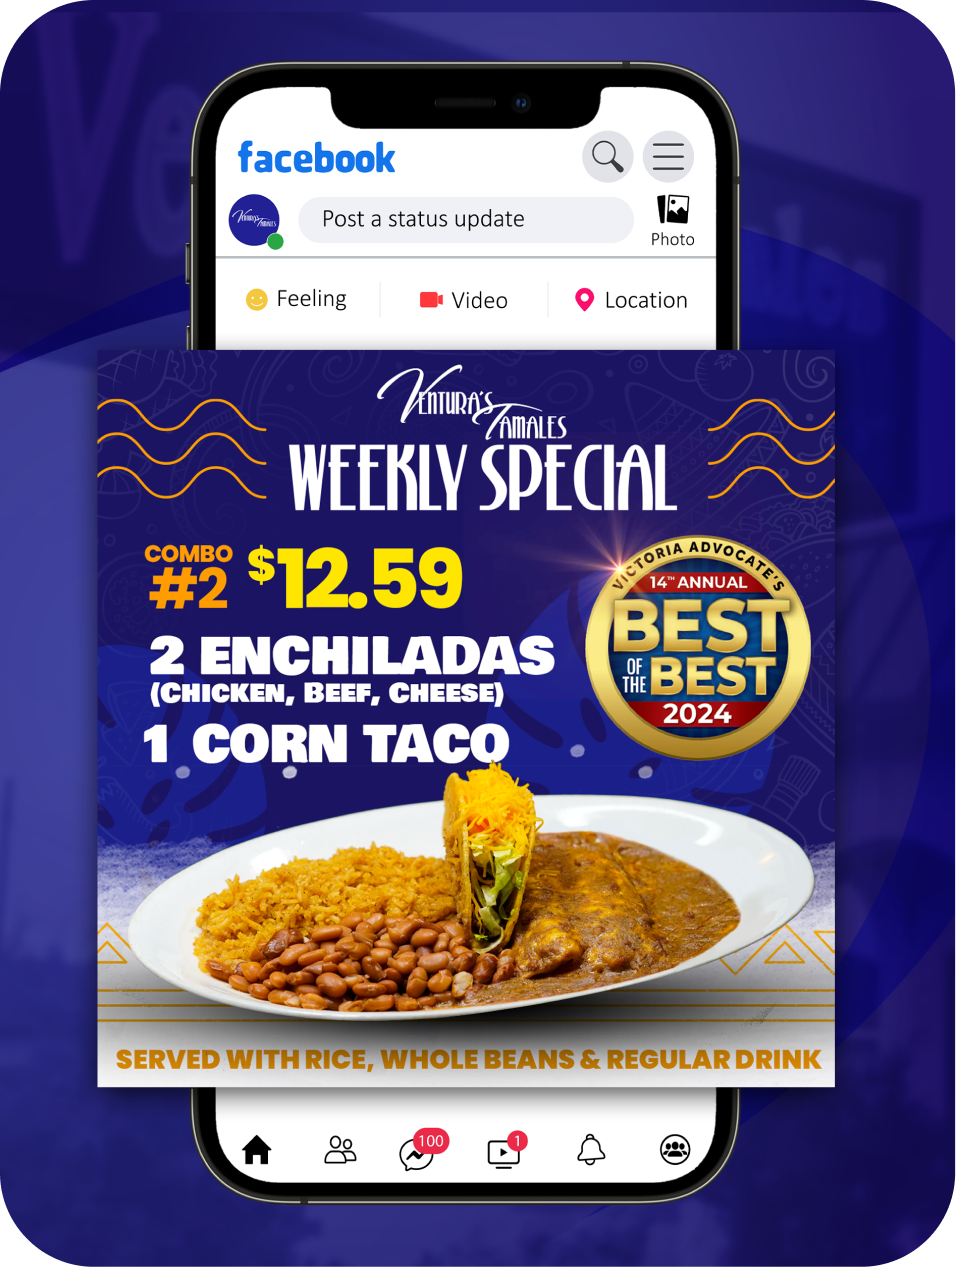 facebook
Ventura's Tamales
Post a status update
Photo
Feeling
Video
Location
VENTURA'S
TAMALES
WEEKLY SPECIAL
COMBO
#2
$12.59
2 ENCHILADAS
(CHICKEN, BEEF, CHEESE)
1 CORN TACO
VICTORIA ADVOCATE'S
14TH ANNUAL
BEST
OF THE
BEST
2024
SERVED WITH RICE, WHOLE BEANS & REGULAR DRINK
100
1